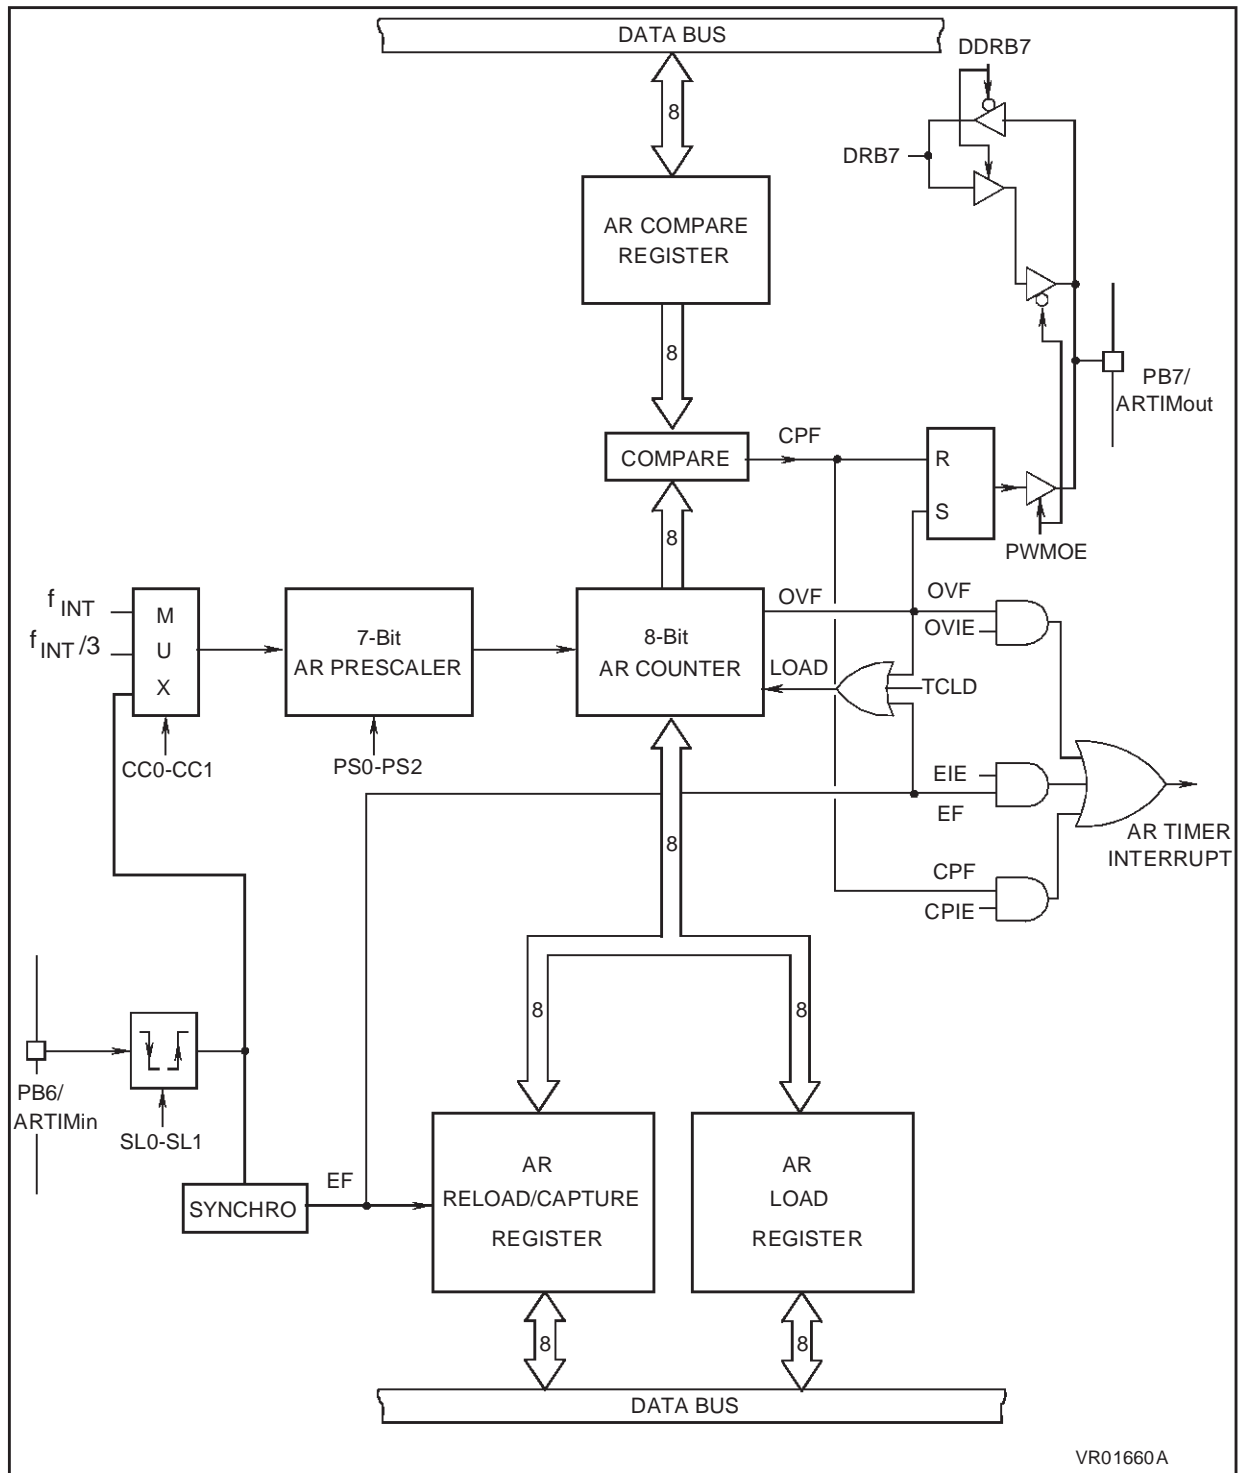 DATA BUS
DDRB7
8
DRB7
AR COMPARE
REGISTER
8
PB7/
ARTIMout
CPF
COMPARE
R
S
8
PWMOE
f INT
f INT /3
M
U
X
7-Bit
AR PRESCALER
8-Bit
AR COUNTER
OVF
OVF
OVIE
LOAD
TCLD
CC0-CC1
PS0-PS2
EIE
EF
AR TIMER
INTERRUPT
8
CPF
CPIE
8
8
PB6/
ARTIMin
SL0-SL1
EF
SYNCHRO
AR
RELOAD/CAPTURE
REGISTER
AR
LOAD
REGISTER
8
8
DATA BUS
VR01660A